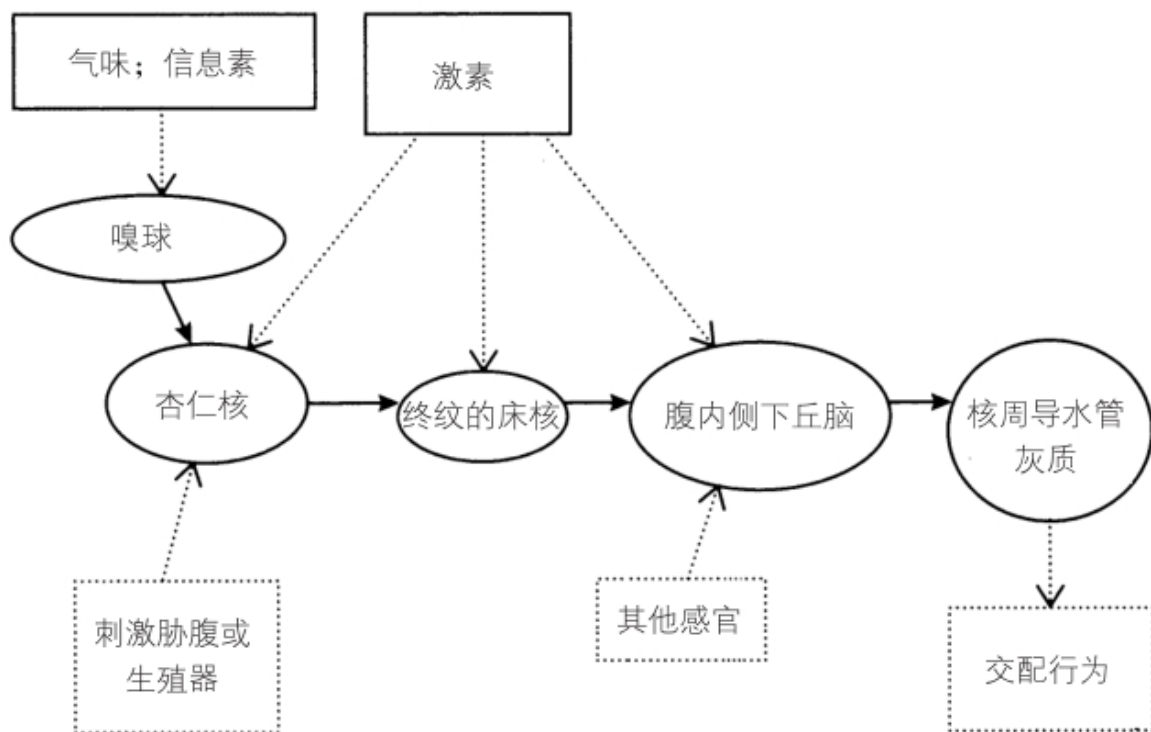 气味；信息素
激素
嗅球
杏仁核
终纹的床核
腹内侧下丘脑
核周导水管
灰质
刺激胁腹或
生殖器
其他感官
交配行为